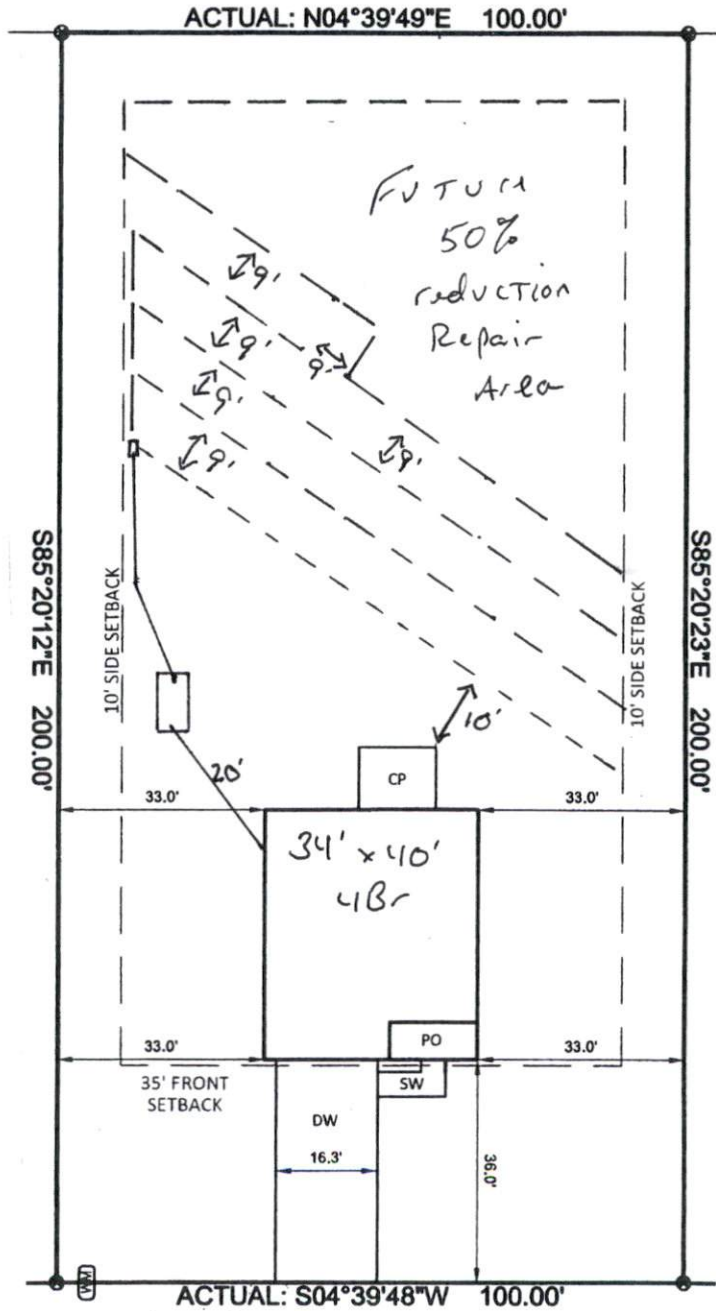 ACTUAL: N04°39'49"E 100.00'
FUTUR
50%
reduction
Repair
Area
9'
9'
9'
9'
9'
9'
S85°20'12"E 200.00'
S85°20'23"E 200.00'
10' SIDE SETBACK
10' SIDE SETBACK
10'
20'
CP
33.0'
33.0'
34' x 40'
4Br
PO
33.0'
33.0'
35' FRONT
SETBACK
SW
DW
16.3'
36.0'
WM
ACTUAL: S04°39'48"W 100.00'